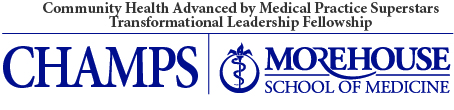 Community Health Advanced by Medical Practice Superstars
Transformational Leadership Fellowship
CHAMPS
MOREHOUSE
SCHOOL OF MEDICINE